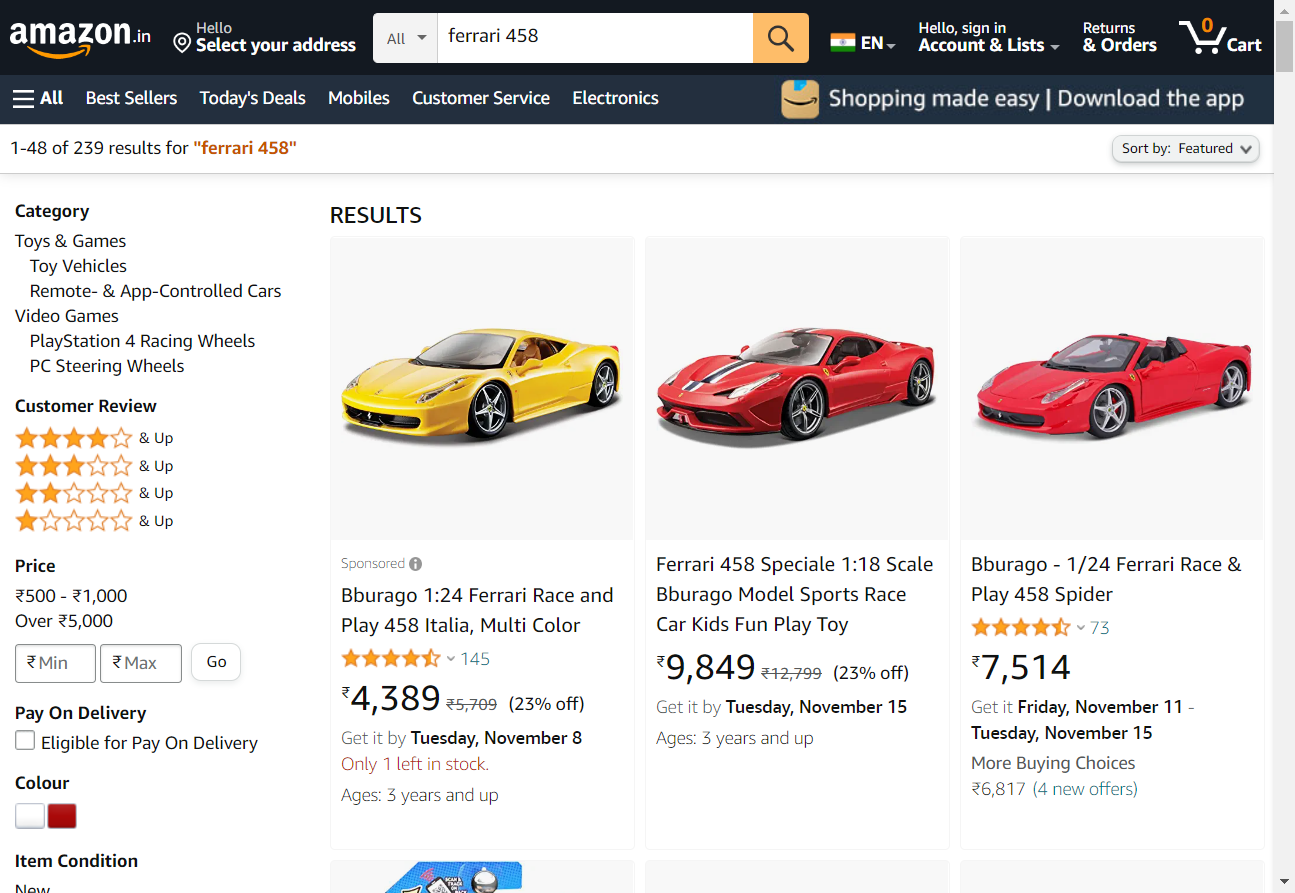 amazon.in
Hello
Select your address
All
ferrari 458
EN
Hello, sign in
Account & Lists
Returns
& Orders
0
Cart
All
Best Sellers
Today's Deals
Mobiles
Customer Service
Electronics
Shopping made easy | Download the app
1-48 of 239 results for "ferrari 458"
Sort by: Featured
Category
Toys & Games
Toy Vehicles
Remote- & App-Controlled Cars
Video Games
PlayStation 4 Racing Wheels
PC Steering Wheels
Customer Review
& Up
& Up
& Up
& Up
Price
₹500 - ₹1,000
Over ₹5,000
₹ Min
₹ Max
Go
Pay On Delivery
Eligible for Pay On Delivery
Colour
Item Condition
New
RESULTS
Sponsored
Bburago 1:24 Ferrari Race and
Play 458 Italia, Multi Color
145
₹4,389 ₹5,709 (23% off)
Get it by Tuesday, November 8
Only 1 left in stock.
Ages: 3 years and up
Ferrari 458 Speciale 1:18 Scale
Bburago Model Sports Race
Car Kids Fun Play Toy
₹9,849 ₹12,799 (23% off)
Get it by Tuesday, November 15
Ages: 3 years and up
Bburago - 1/24 Ferrari Race &
Play 458 Spider
73
₹7,514
Get it Friday, November 11 -
Tuesday, November 15
More Buying Choices
₹6,817 (4 new offers)